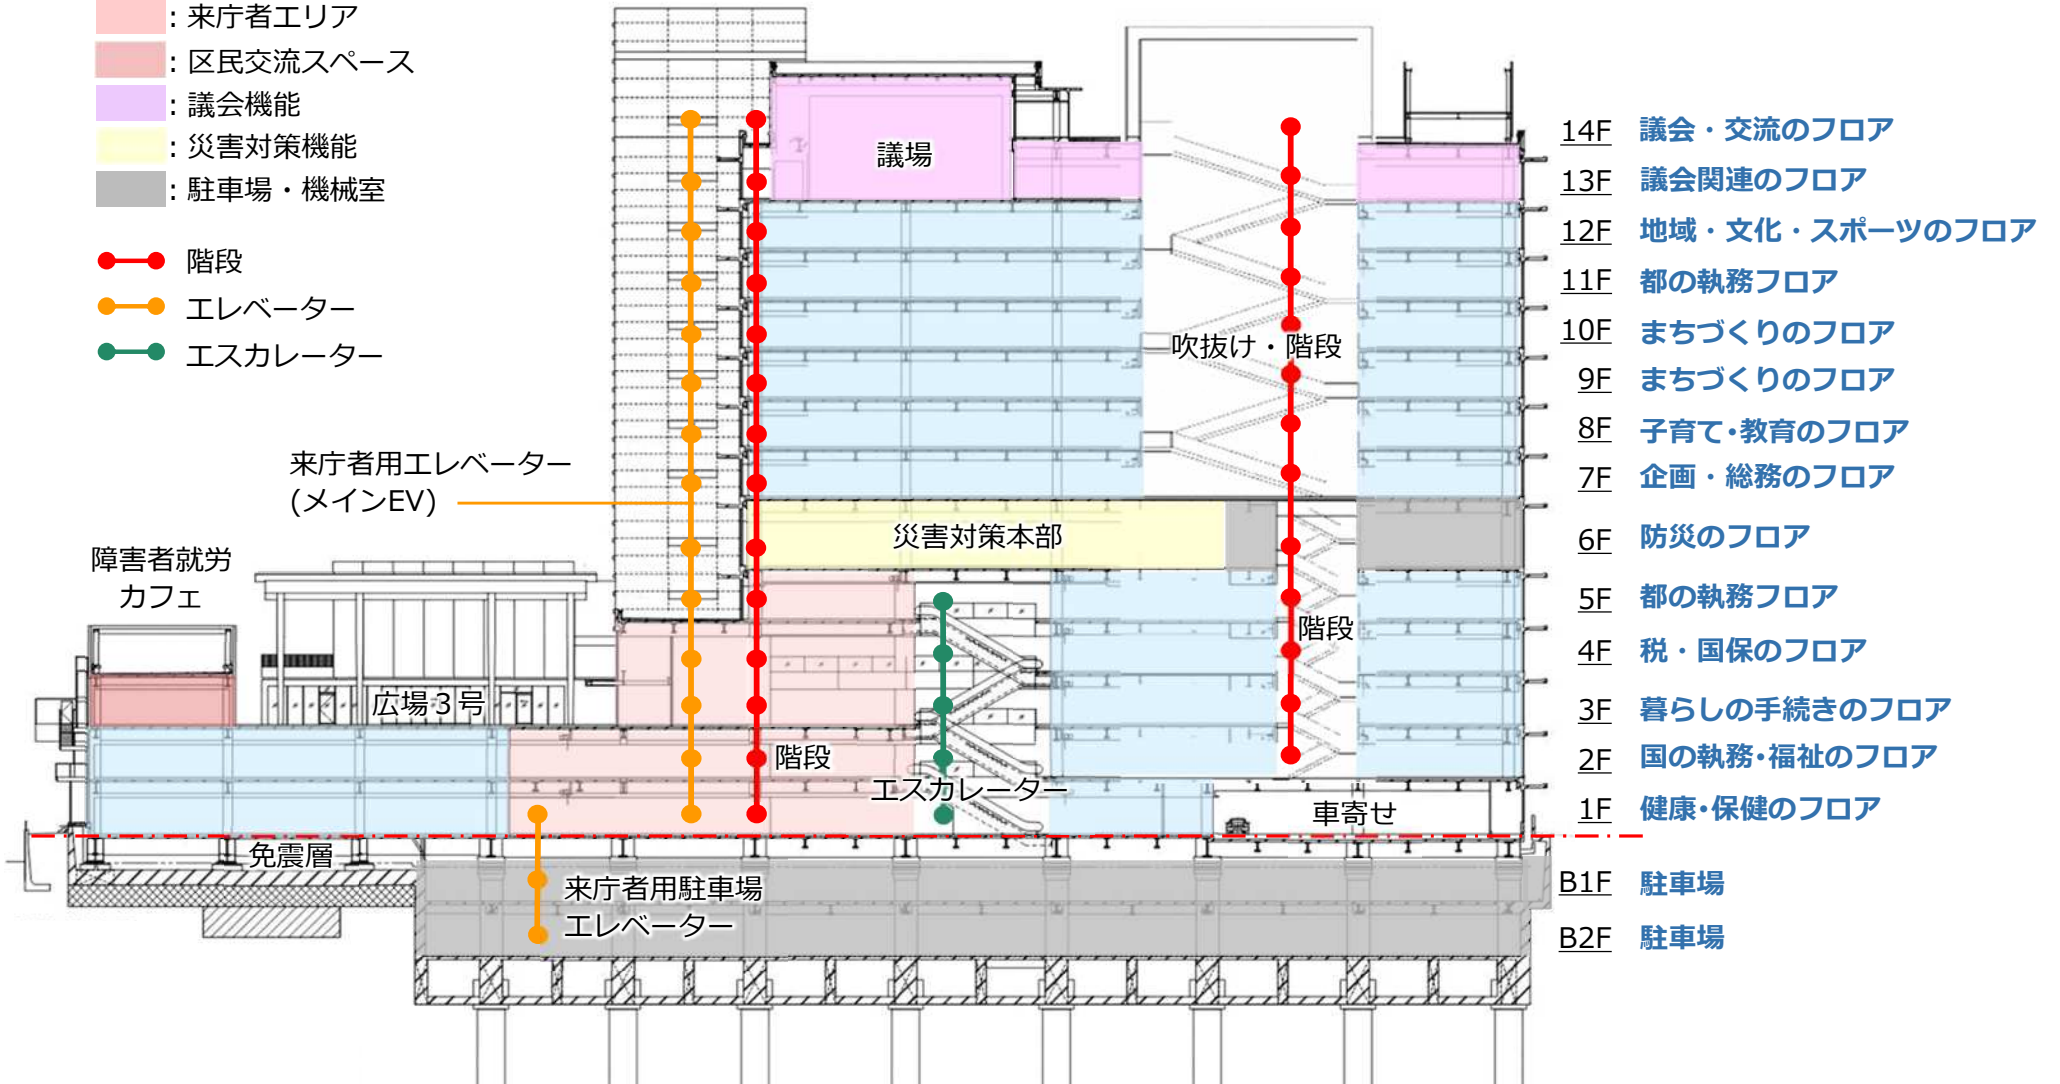 : 来庁者エリア
: 区民交流スペース
: 議会機能
: 災害対策機能
: 駐車場・機械室
階段
エレベーター
エスカレーター
来庁者用エレベーター
(メインEV)
障害者就労
カフェ
広場３号
議場
吹抜け・階段
災害対策本部
階段
階段
エスカレーター
車寄せ
免震層
来庁者用駐車場
エレベーター
14F 議会・交流のフロア
13F 議会関連のフロア
12F 地域・文化・スポーツのフロア
11F 都の執務フロア
10F まちづくりのフロア
9F まちづくりのフロア
8F 子育て・教育のフロア
7F 企画・総務のフロア
6F 防災のフロア
5F 都の執務フロア
4F 税・国保のフロア
3F 暮らしの手続きのフロア
2F 国の執務・福祉のフロア
1F 健康・保健のフロア
B1F 駐車場
B2F 駐車場